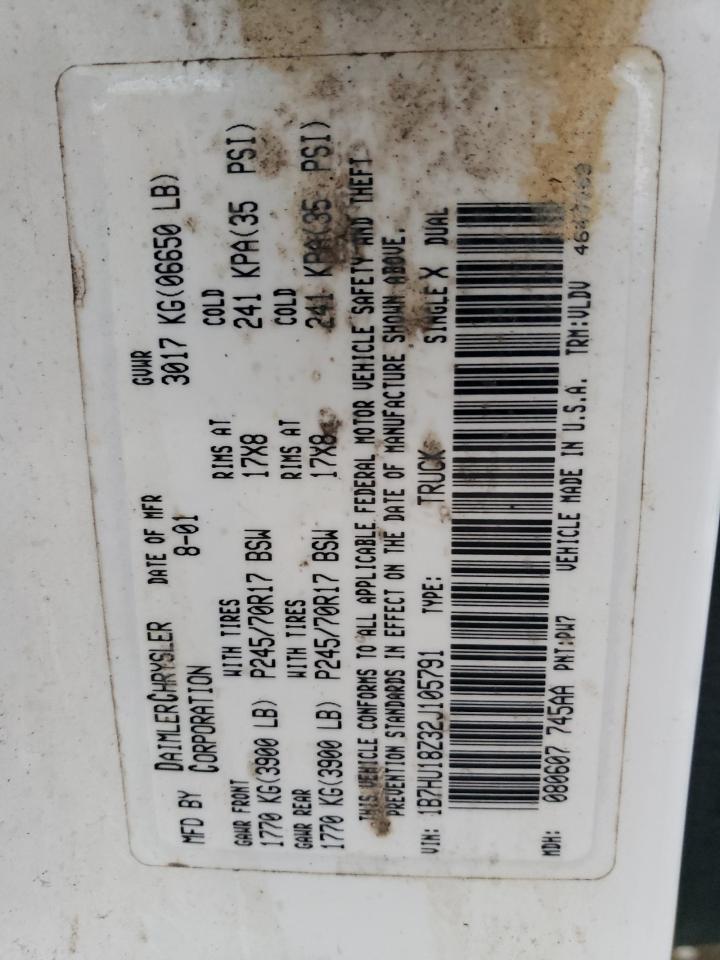 MFD BY DAIMLERCHRYSLER CORPORATION DATE OF MFR 8-01 GVWR 3017 KG(06650 LB)
GAWR FRONT WITH TIRES RIMS AT COLD
1770 KG(3900 LB) P245/70R17 BSW 17X8 241 KPA(35 PSI)
GAWR REAR WITH TIRES RIMS AT COLD
1770 KG(3900 LB) P245/70R17 BSW 17X8 241 KPA(35 PSI)
THIS VEHICLE CONFORMS TO ALL APPLICABLE FEDERAL MOTOR VEHICLE SAFETY AND THEFT
PREVENTION STANDARDS IN EFFECT ON THE DATE OF MANUFACTURE SHOWN ABOVE.
VIN: 1B7HU18Z32J105791 TYPE: TRUCK SINGLE X DUAL
MDH: 080607 745AA PNT:PW7 VEHICLE MADE IN U.S.A. TRM:VLDV